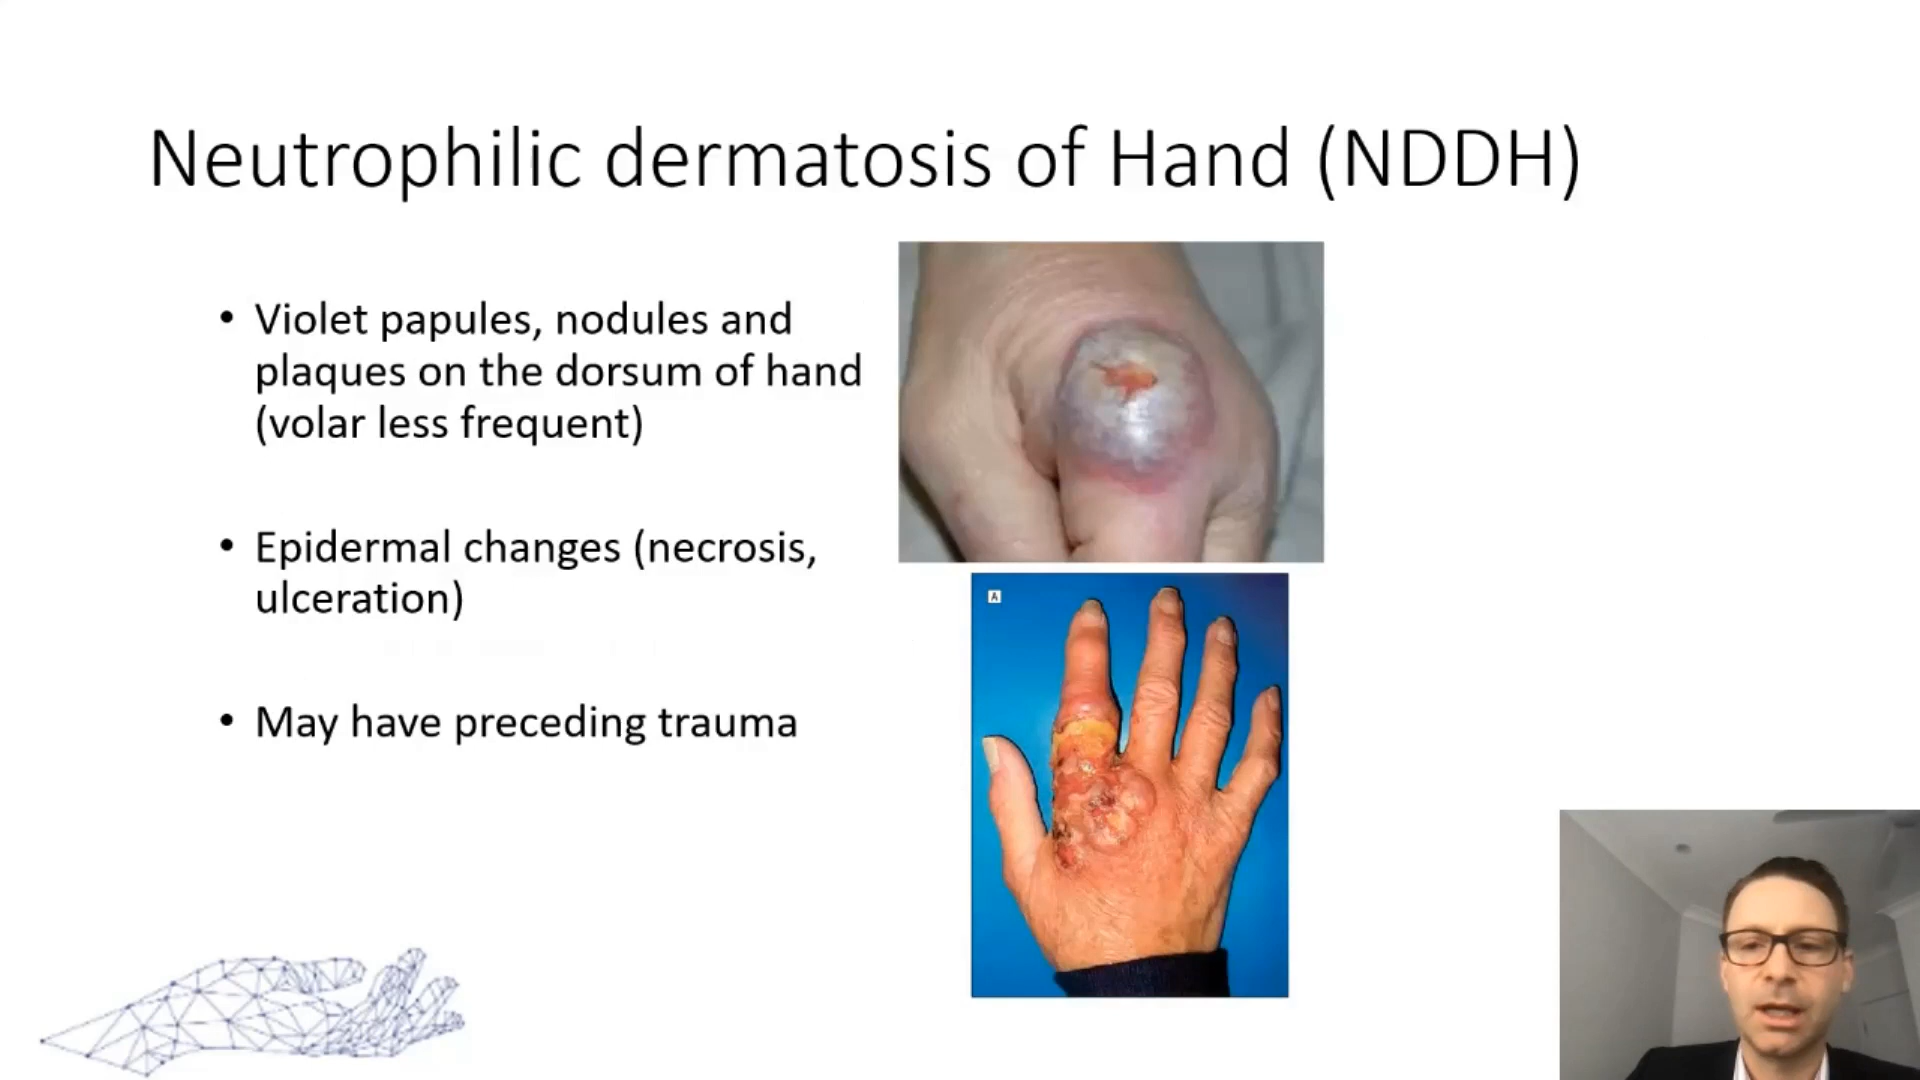 Neutrophilic dermatosis of Hand (NDDH)
• Violet papules, nodules and
plaques on the dorsum of hand
(volar less frequent)
• Epidermal changes (necrosis,
ulceration)
• May have preceding trauma
A